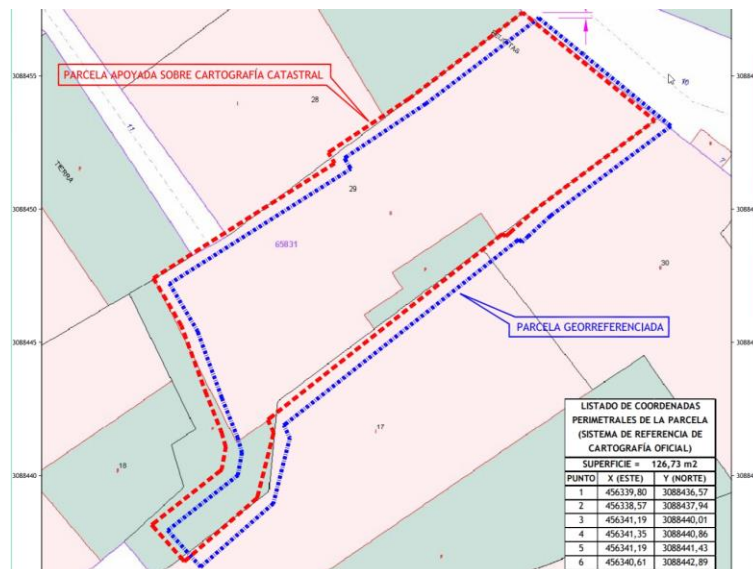 PELIGTAS
3088455
PARCELA APOYADA SOBRE CARTOGRAFÍA CATASTRAL
28
11
TIERRA
3088450
29
65831
7
30
3088445
PARCELA GEORREFERENCIADA
17
18
3088440
LISTADO DE COORDENADAS
PERIMETRALES DE LA PARCELA
(SISTEMA DE REFERENCIA DE
CARTOGRAFÍA OFICIAL)
SUPERFICIE = 126,73 m2
PUNTO X (ESTE) Y (NORTE)
1 456339,80 3088436,57
2 456338,57 3088437,94
3 456341,19 3088440,01
4 456341,35 3088440,86
5 456341,19 3088441,43
6 456340,61 3088442,89